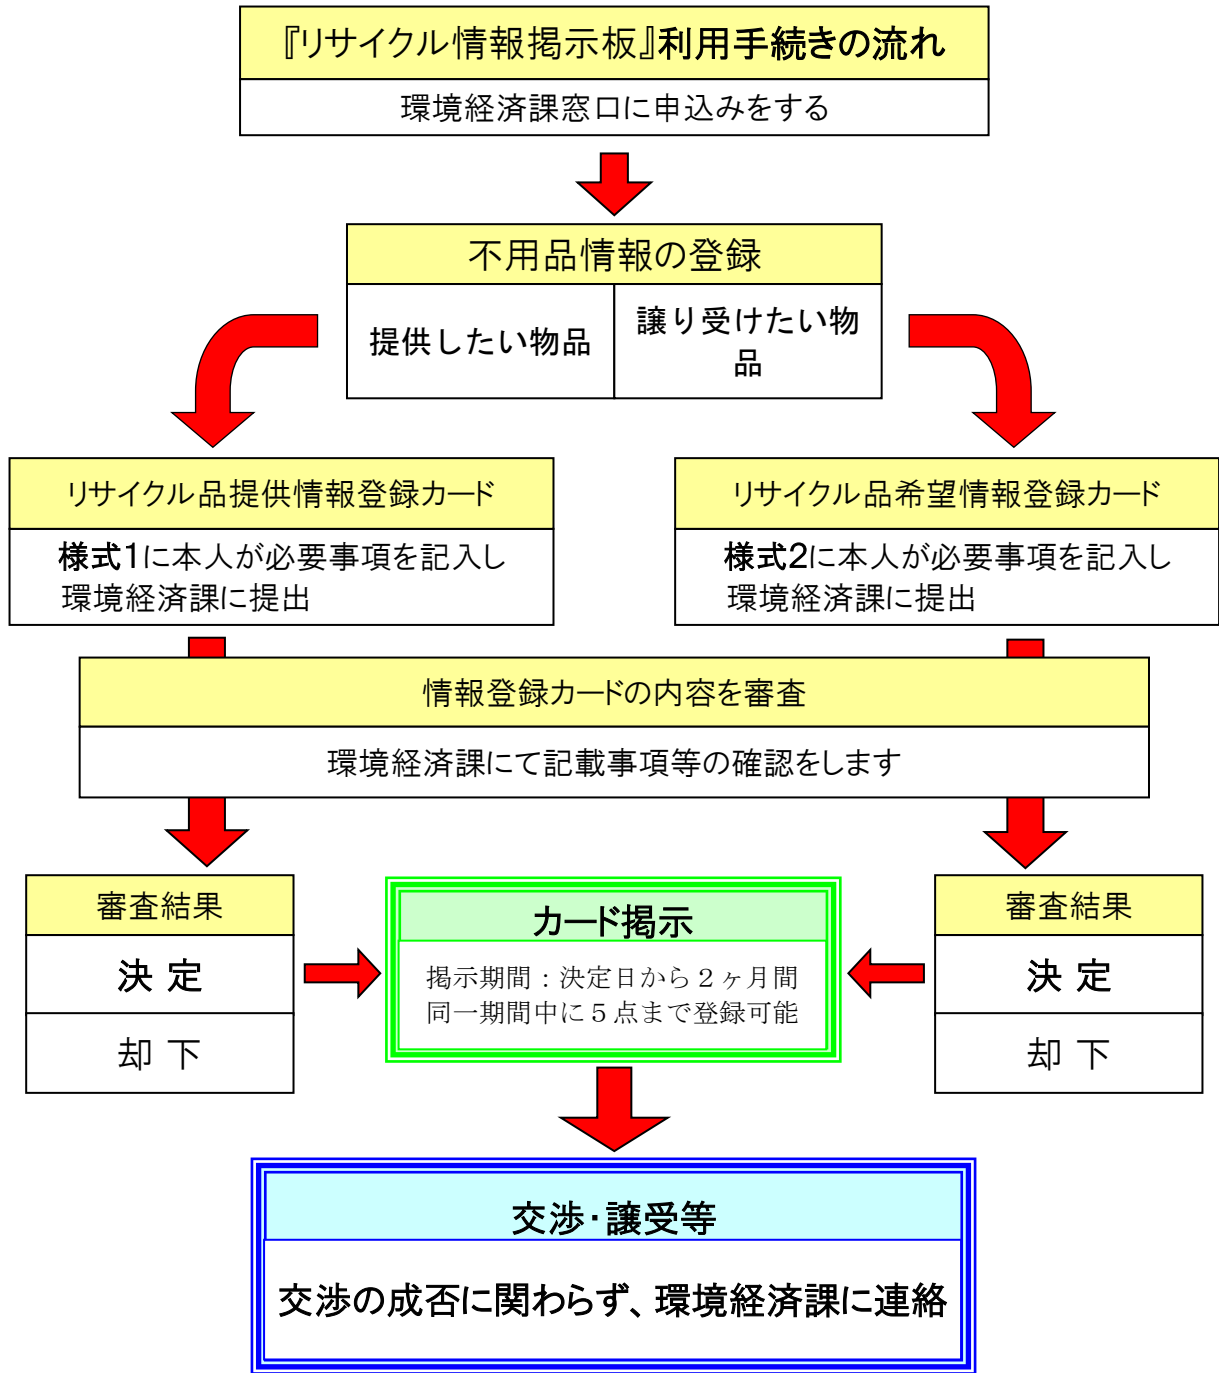 『リサイクル情報掲示板』利用手続きの流れ
環境経済課窓口に申込みをする
不用品情報の登録
提供したい物品
譲り受けたい物
品
リサイクル品提供情報登録カード
様式1に本人が必要事項を記入し
環境経済課に提出
リサイクル品希望情報登録カード
様式2に本人が必要事項を記入し
環境経済課に提出
情報登録カードの内容を審査
環境経済課にて記載事項等の確認をします
審査結果
決 定
却 下
カード掲示
掲示期間：決定日から２ヶ月間
同一期間中に５点まで登録可能
審査結果
決 定
却 下
交渉・譲受等
交渉の成否に関わらず、環境経済課に連絡